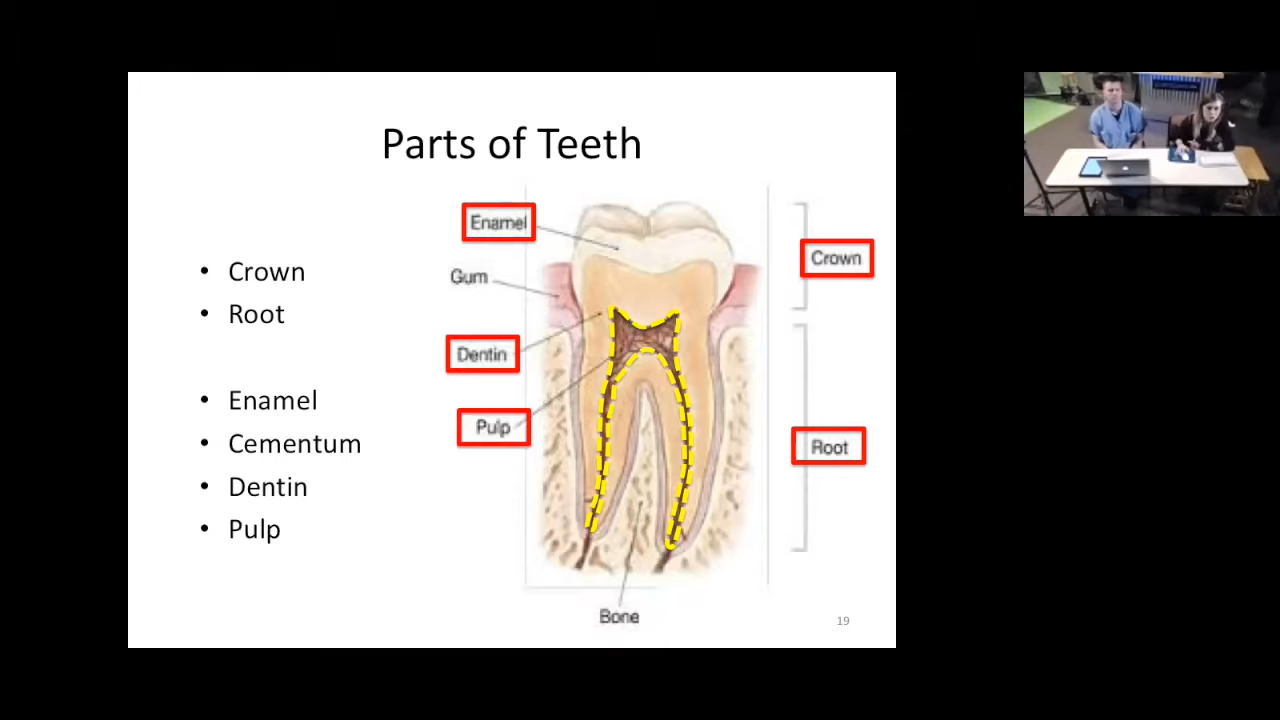 Parts of Teeth
• Crown
• Root
• Enamel
• Cementum
• Dentin
• Pulp
Enamel
Gum
Dentin
Pulp
Bone
Crown
Root
19